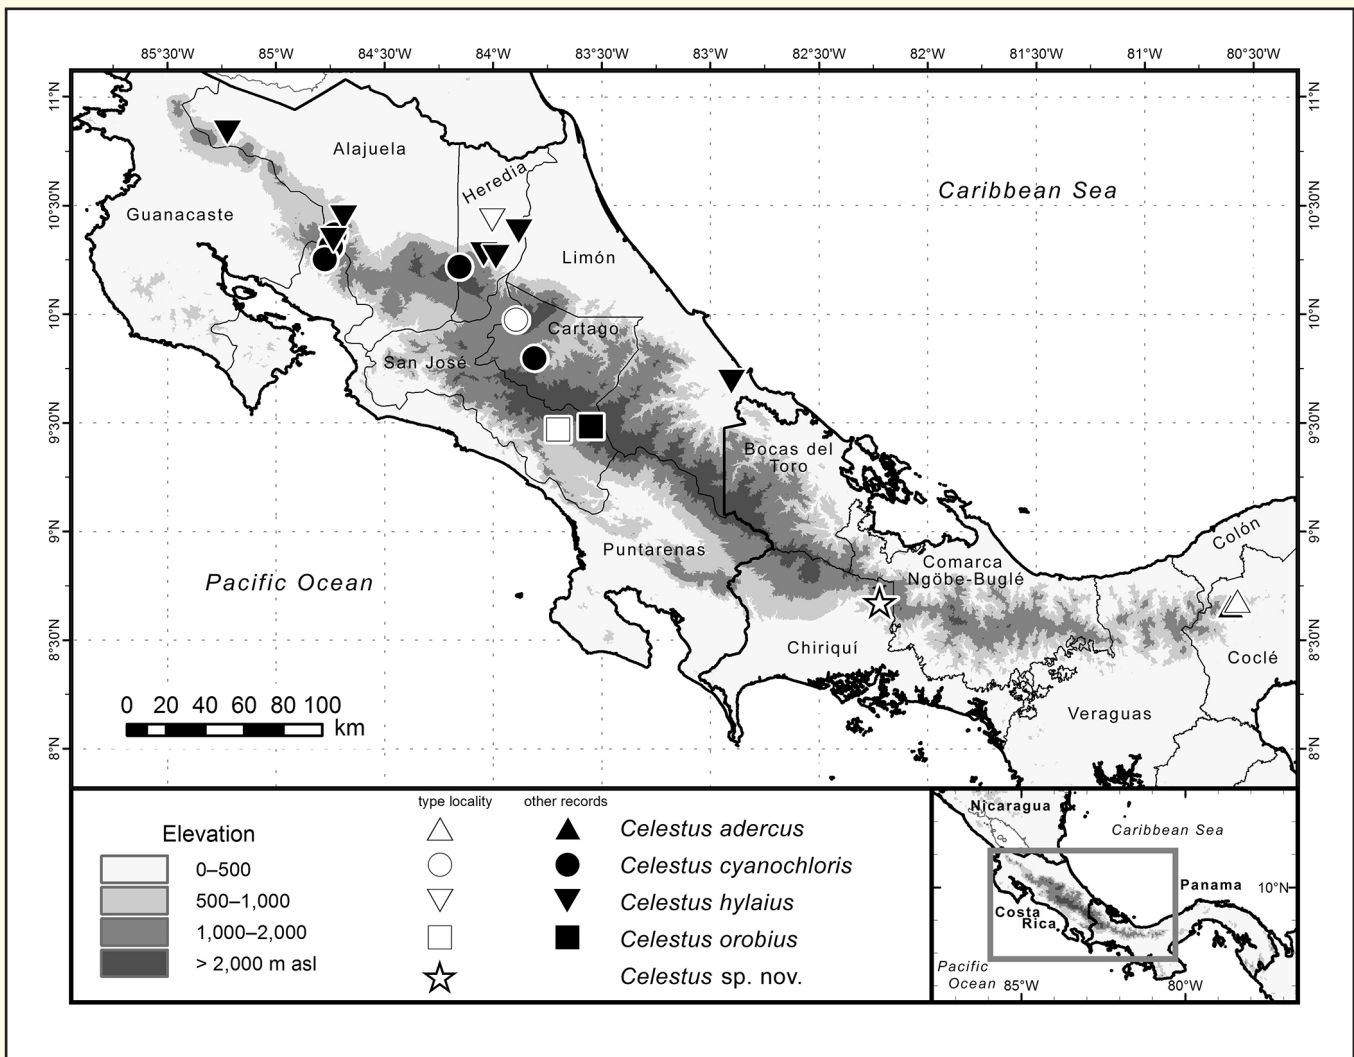 85°30'W 85°W 84°30'W 84°W 83°30'W 83°W 82°30'W 82°W 81°30'W 81°W 80°30'W
11°N 11°N
Alajuela
Heredia
Caribbean Sea
10°30'N 10°30'N
Guanacaste
Limón
10°N 10°N
Cartago
San José
9°30'N 9°30'N
Bocas del
Toro
9°N 9°N
Colón
Puntarenas
Comarca
Ngöbe-Buglé
Pacific Ocean
8°30'N 8°30'N
Chiriquí
Coclé
0 20 40 60 80 100
km
Veraguas
8°N 8°N
type locality other records
Elevation
0–500
500–1,000
1,000–2,000
> 2,000 m asl
Celestus adercus
Celestus cyanochloris
Celestus hylaius
Celestus orobius
Celestus sp. nov.
Nicaragua
Caribbean Sea
Panama
10°N
Costa
Rica
Pacific
Ocean
85°W 80°W